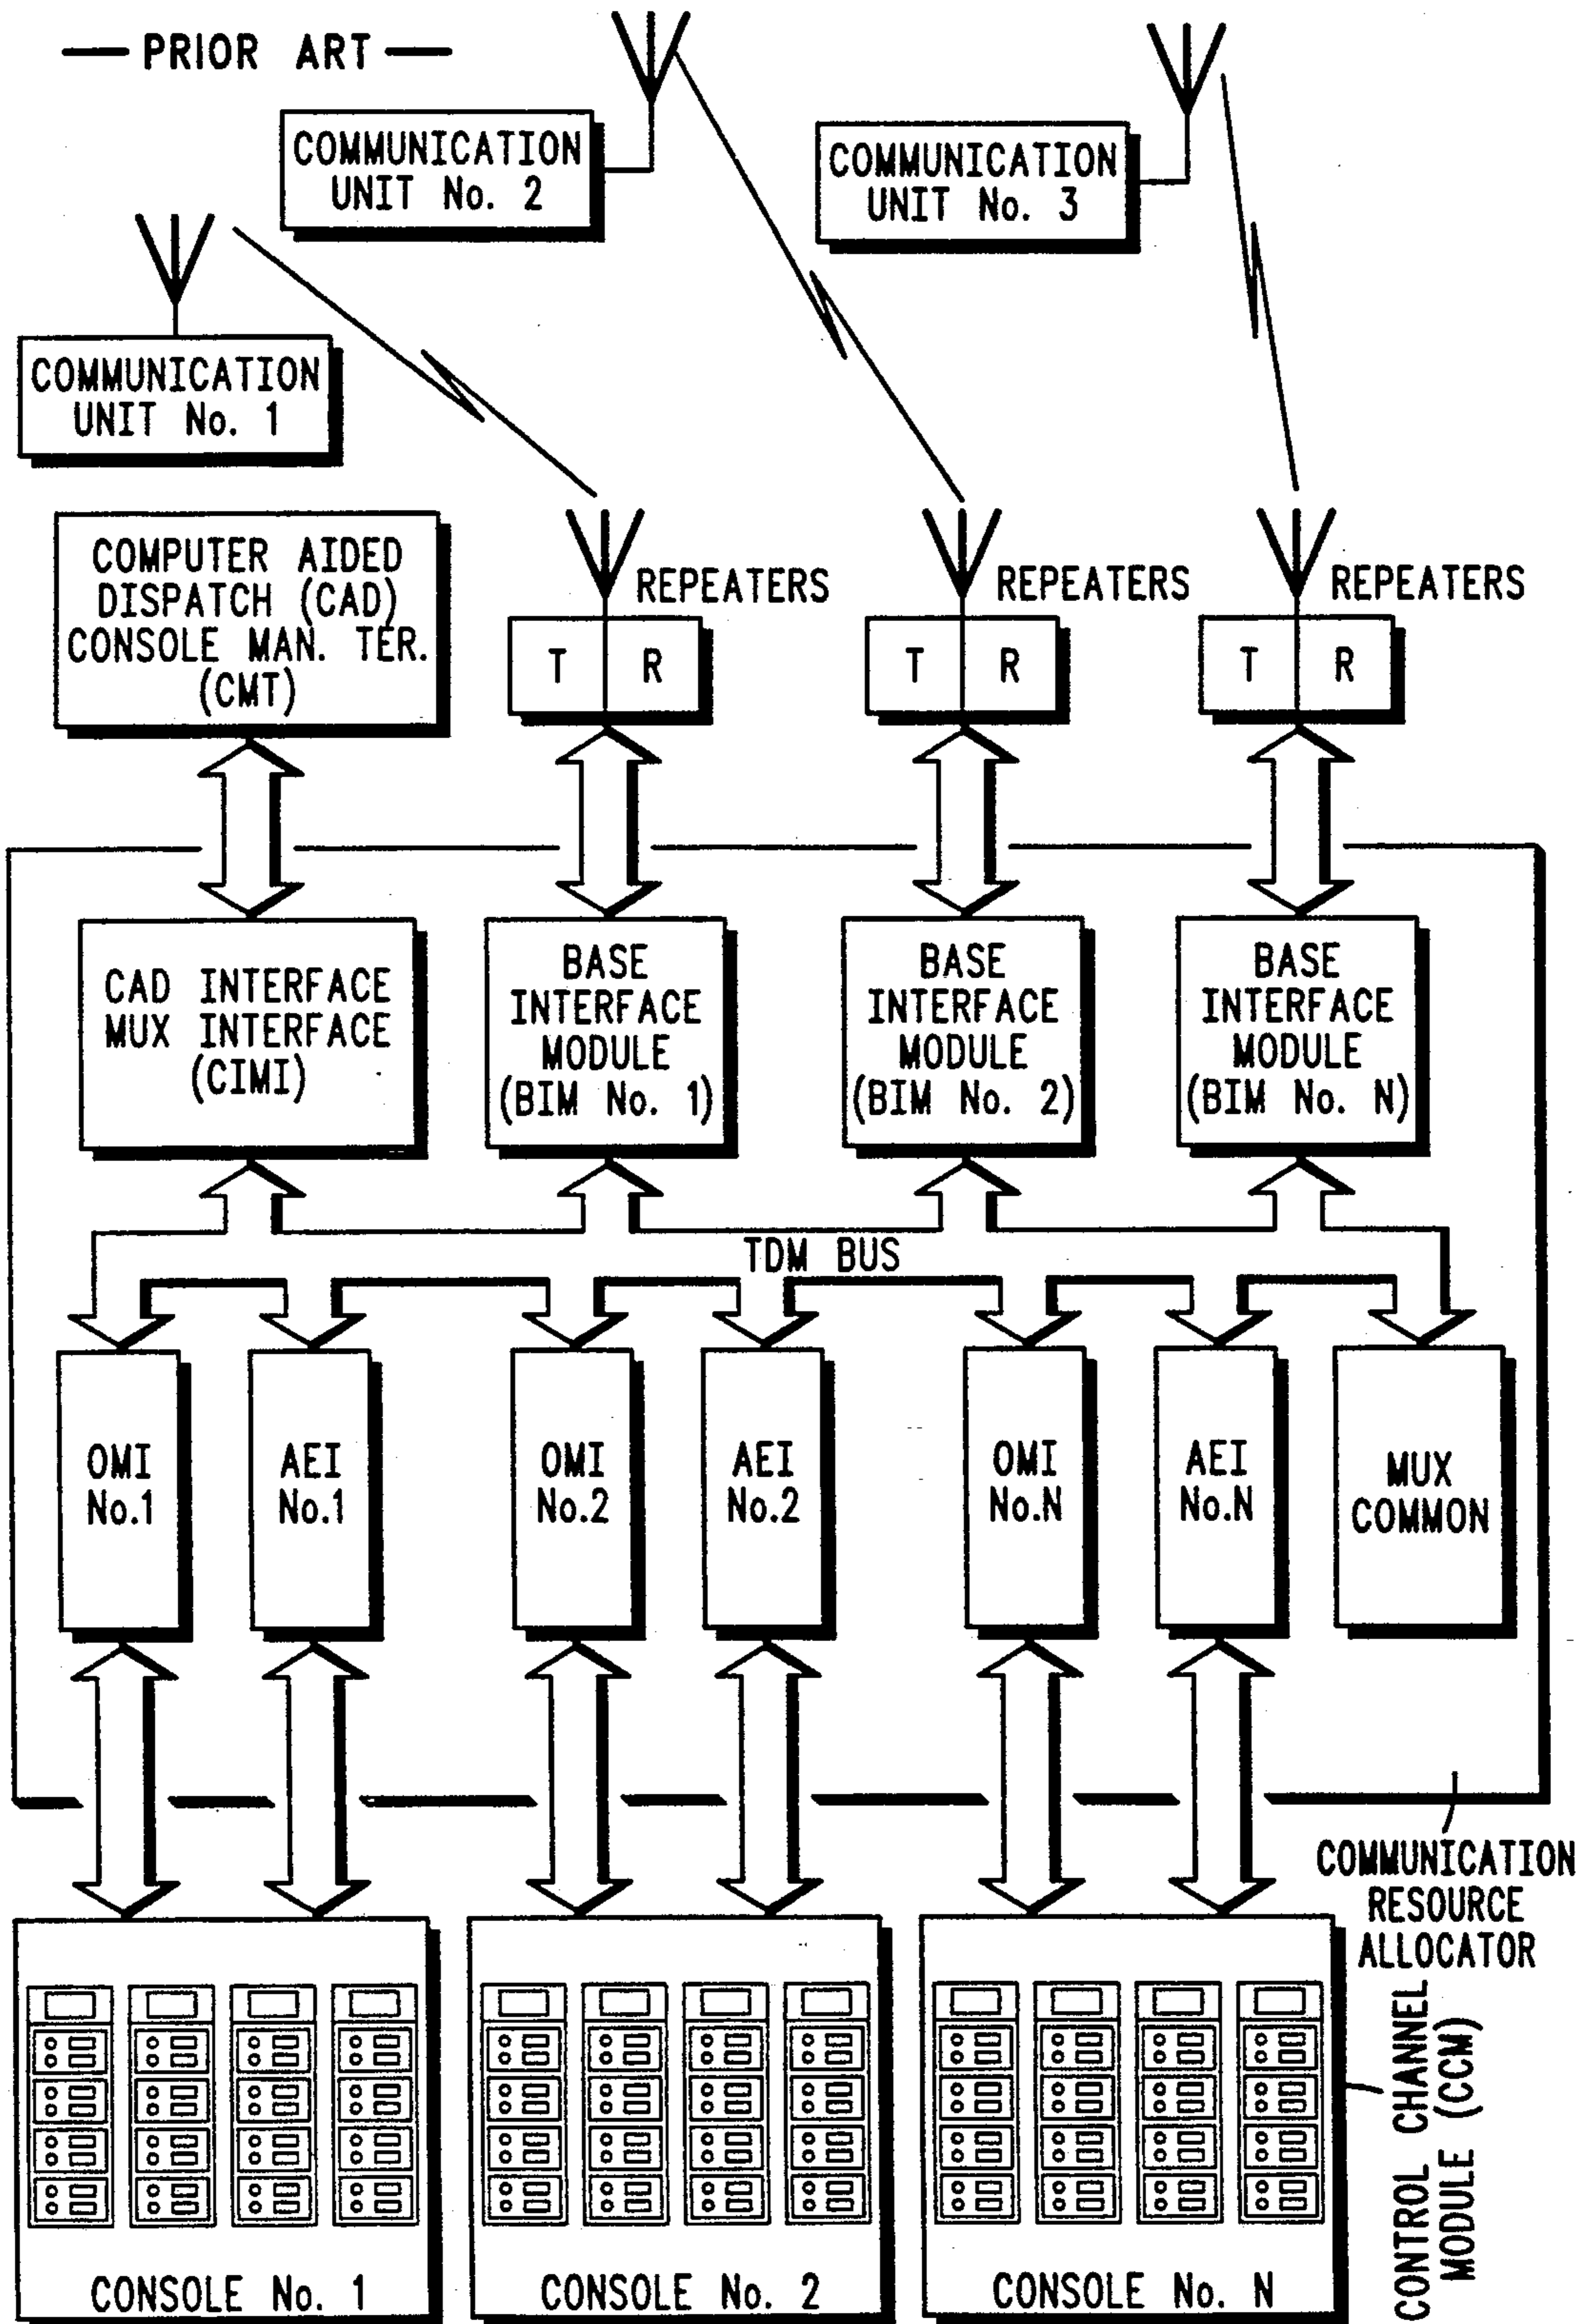 — PRIOR ART —
COMMUNICATION
UNIT No. 2
COMMUNICATION
UNIT No. 3
COMMUNICATION
UNIT No. 1
COMPUTER AIDED
DISPATCH (CAD)
CONSOLE MAN. TER.
(CMT)
REPEATERS
T R
REPEATERS
T R
REPEATERS
T R
CAD INTERFACE
MUX INTERFACE
(CIMI)
BASE
INTERFACE
MODULE
(BIM No. 1)
BASE
INTERFACE
MODULE
(BIM No. 2)
BASE
INTERFACE
MODULE
(BIM No. N)
TDM BUS
OMI
No.1
AEI
No.1
OMI
No.2
AEI
No.2
OMI
No.N
AEI
No.N
MUX
COMMON
COMMUNICATION
RESOURCE
ALLOCATOR
CONTROL CHANNEL
MODULE (CCM)
CONSOLE No. 1
CONSOLE No. 2
CONSOLE No. N